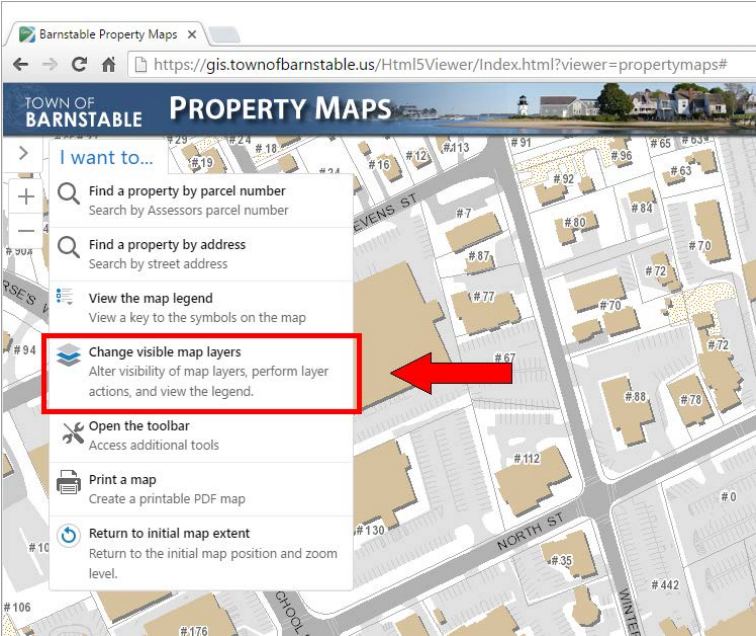 Barnstable Property Maps
https://gis.townofbarnstable.us/Html5Viewer/Index.html?viewer=propertymaps#
TOWN OF
BARNSTABLE
PROPERTY MAPS
I want to...
Find a property by parcel number
Search by Assessors parcel number
Find a property by address
Search by street address
View the map legend
View a key to the symbols on the map
Change visible map layers
Alter visibility of map layers, perform layer
actions, and view the legend.
Open the toolbar
Access additional tools
Print a map
Create a printable PDF map
Return to initial map extent
Return to the initial map position and zoom
level.
#29
#24
#18
#19
#16
#12
#113
#91
#96
#65
#63
#92
#84
#7
#80
#87
#70
#72
#77
#70
#94
#67
#72
#88
#78
#112
#0
#130
NORTH ST
#35
#442
#106
#176